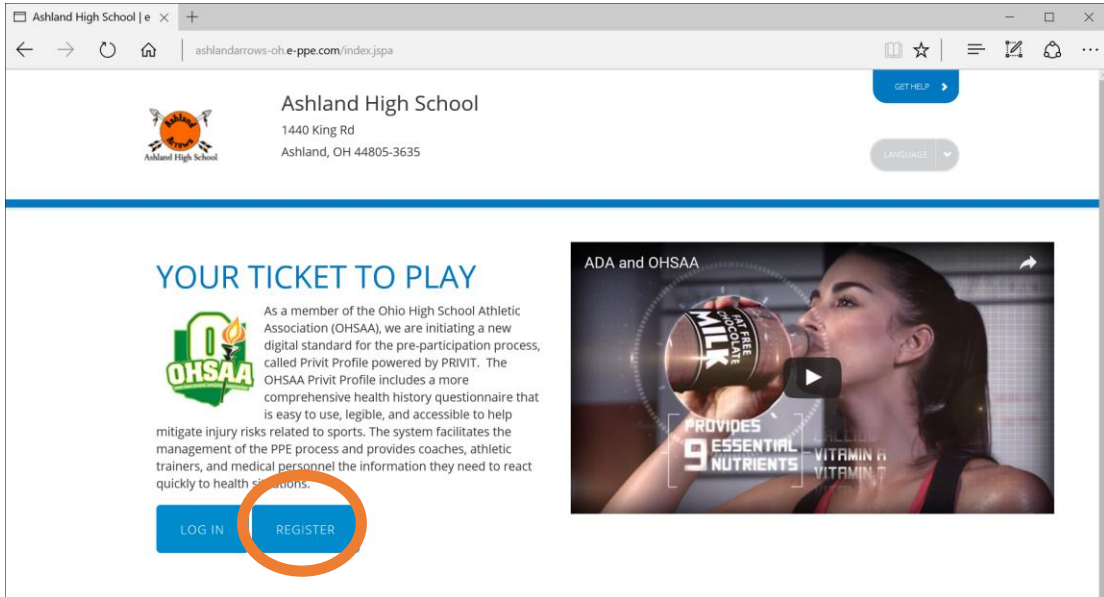 Ashland High School | e
ashlandarrows-oh.e-ppe.com/index.jspa
GET HELP
Ashland High School
1440 King Rd
Ashland, OH 44805-3635
LANGUAGE
Ashland
Arrows
Ashland High School
YOUR TICKET TO PLAY
As a member of the Ohio High School Athletic
Association (OHSAA), we are initiating a new
digital standard for the pre-participation process,
called Privit Profile powered by PRIVIT. The
OHSAA Privit Profile includes a more
comprehensive health history questionnaire that
is easy to use, legible, and accessible to help
mitigate injury risks related to sports. The system facilitates the
management of the PPE process and provides coaches, athletic
trainers, and medical personnel the information they need to react
quickly to health situations.
OHSAA
LOG IN
REGISTER
ADA and OHSAA
FAT FREE
CHOCOLATE
MILK
PROVIDES
9 ESSENTIAL
NUTRIENTS
VITAMIN A